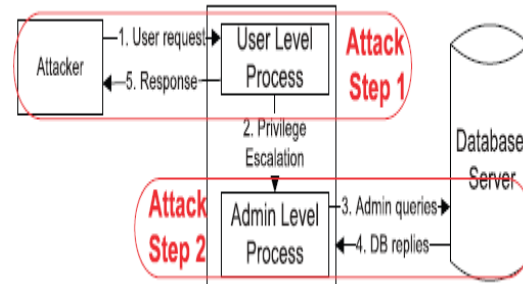 1. User request
User Level
Process
Attack
Step 1
Attacker
5. Response
2. Privilege
Escalation
Database
Server
Attack
Step 2
Admin Level
Process
3. Admin queries
4. DB replies